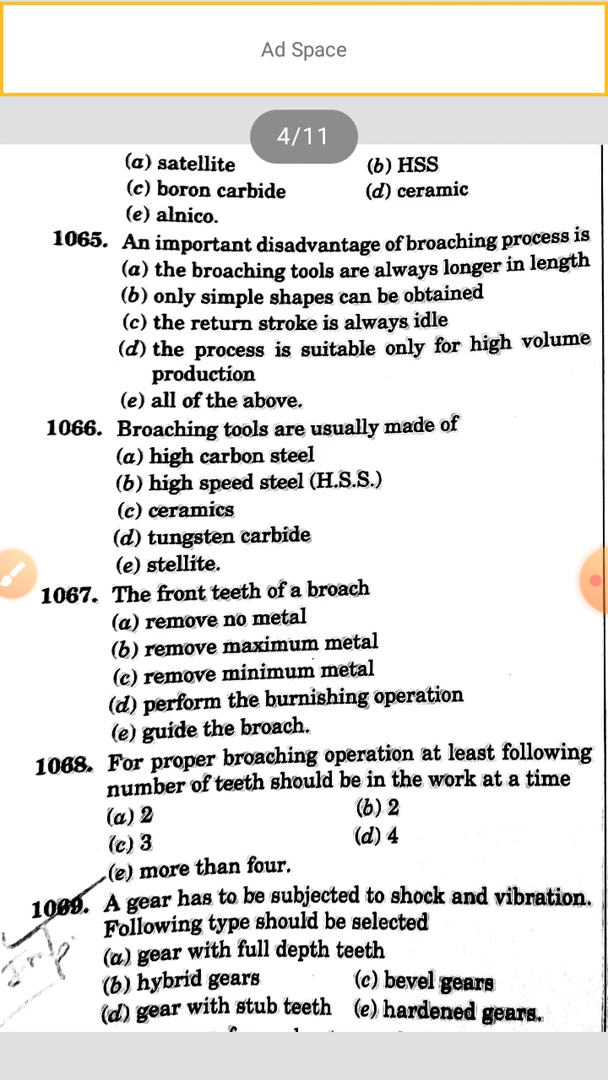 Ad Space
4/11
(a) satellite (b) HSS
(c) boron carbide (d) ceramic
(e) alnico.
1065. An important disadvantage of broaching process is
(a) the broaching tools are always longer in length
(b) only simple shapes can be obtained
(c) the return stroke is always idle
(d) the process is suitable only for high volume
production
(e) all of the above.
1066. Broaching tools are usually made of
(a) high carbon steel
(b) high speed steel (H.S.S.)
(c) ceramics
(d) tungsten carbide
(e) stellite.
1067. The front teeth of a broach
(a) remove no metal
(b) remove maximum metal
(c) remove minimum metal
(d) perform the burnishing operation
(e) guide the broach.
1068. For proper broaching operation at least following
number of teeth should be in the work at a time
(a) 2 (b) 2
(c) 3 (d) 4
(e) more than four.
1069. A gear has to be subjected to shock and vibration.
Following type should be selected
Imp.
(a) gear with full depth teeth
(b) hybrid gears (c) bevel gears
(d) gear with stub teeth (e) hardened gears.